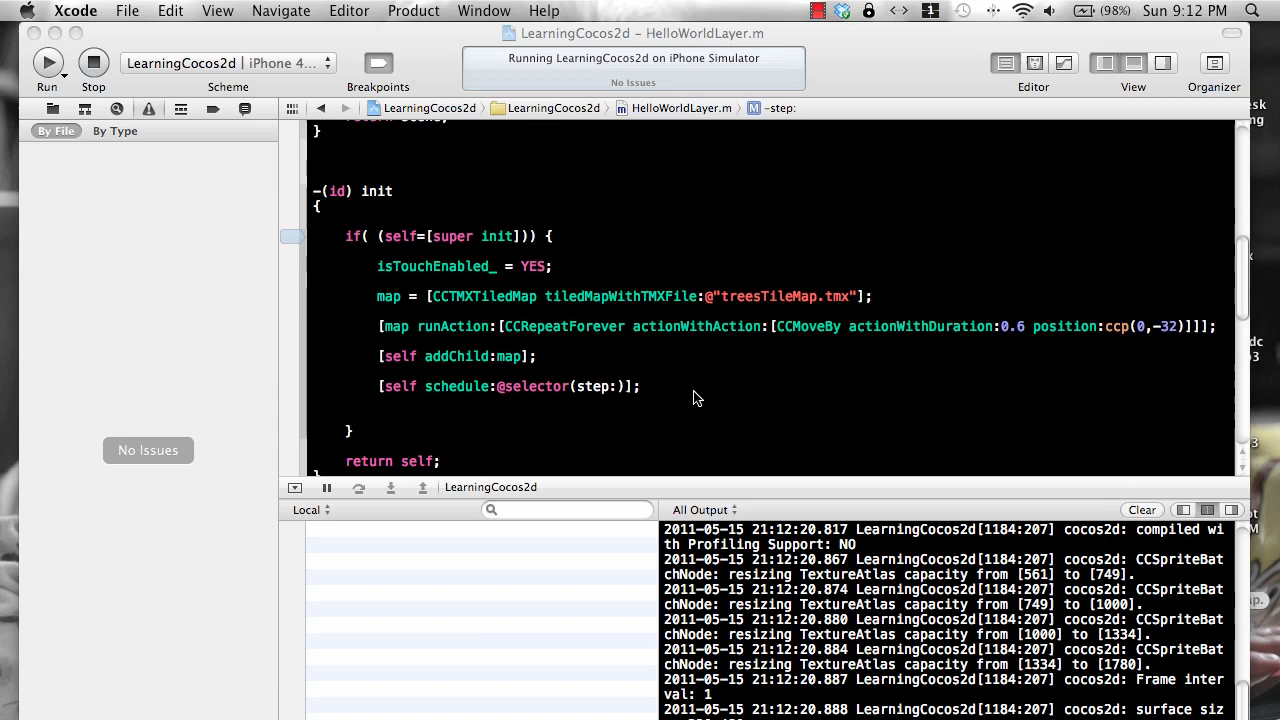 Xcode File Edit View Navigate Editor Product Window Help (98%) Sun 9:12 PM
LearningCocos2d – HelloWorldLayer.m
LearningCocos2d | iPhone 4...
Running LearningCocos2d on iPhone Simulator
No Issues
Run Stop Scheme Breakpoints Editor View Organizer
LearningCocos2d LearningCocos2d HelloWorldLayer.m M -step:
By File By Type
}
-(id) init
{
if( (self=[super init])) {
isTouchEnabled_ = YES;
map = [CCTMXTiledMap tiledMapWithTMXFile:@"treesTileMap.tmx"];
[map runAction:[CCRepeatForever actionWithAction:[CCMoveBy actionWithDuration:0.6 position:ccp(0,-32)]]];
[self addChild:map];
[self schedule:@selector(step:)];
}
return self;
No Issues
LearningCocos2d
Local
All Output Clear
2011-05-15 21:12:20.817 LearningCocos2d[1184:207] cocos2d: compiled wi
th Profiling Support: NO
2011-05-15 21:12:20.867 LearningCocos2d[1184:207] cocos2d: CCSpriteBat
chNode: resizing TextureAtlas capacity from [561] to [749].
2011-05-15 21:12:20.874 LearningCocos2d[1184:207] cocos2d: CCSpriteBat
chNode: resizing TextureAtlas capacity from [749] to [1000].
2011-05-15 21:12:20.880 LearningCocos2d[1184:207] cocos2d: CCSpriteBat
chNode: resizing TextureAtlas capacity from [1000] to [1334].
2011-05-15 21:12:20.884 LearningCocos2d[1184:207] cocos2d: CCSpriteBat
chNode: resizing TextureAtlas capacity from [1334] to [1780].
2011-05-15 21:12:20.887 LearningCocos2d[1184:207] cocos2d: Frame inter
val: 1
2011-05-15 21:12:20.888 LearningCocos2d[1184:207] cocos2d: surface siz